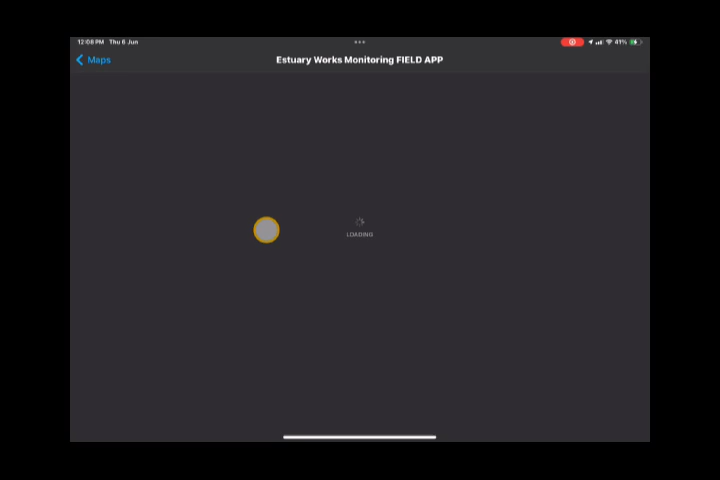 12:08 PM Thu 6 Jun
41%
Maps
Estuary Works Monitoring FIELD APP
LOADING